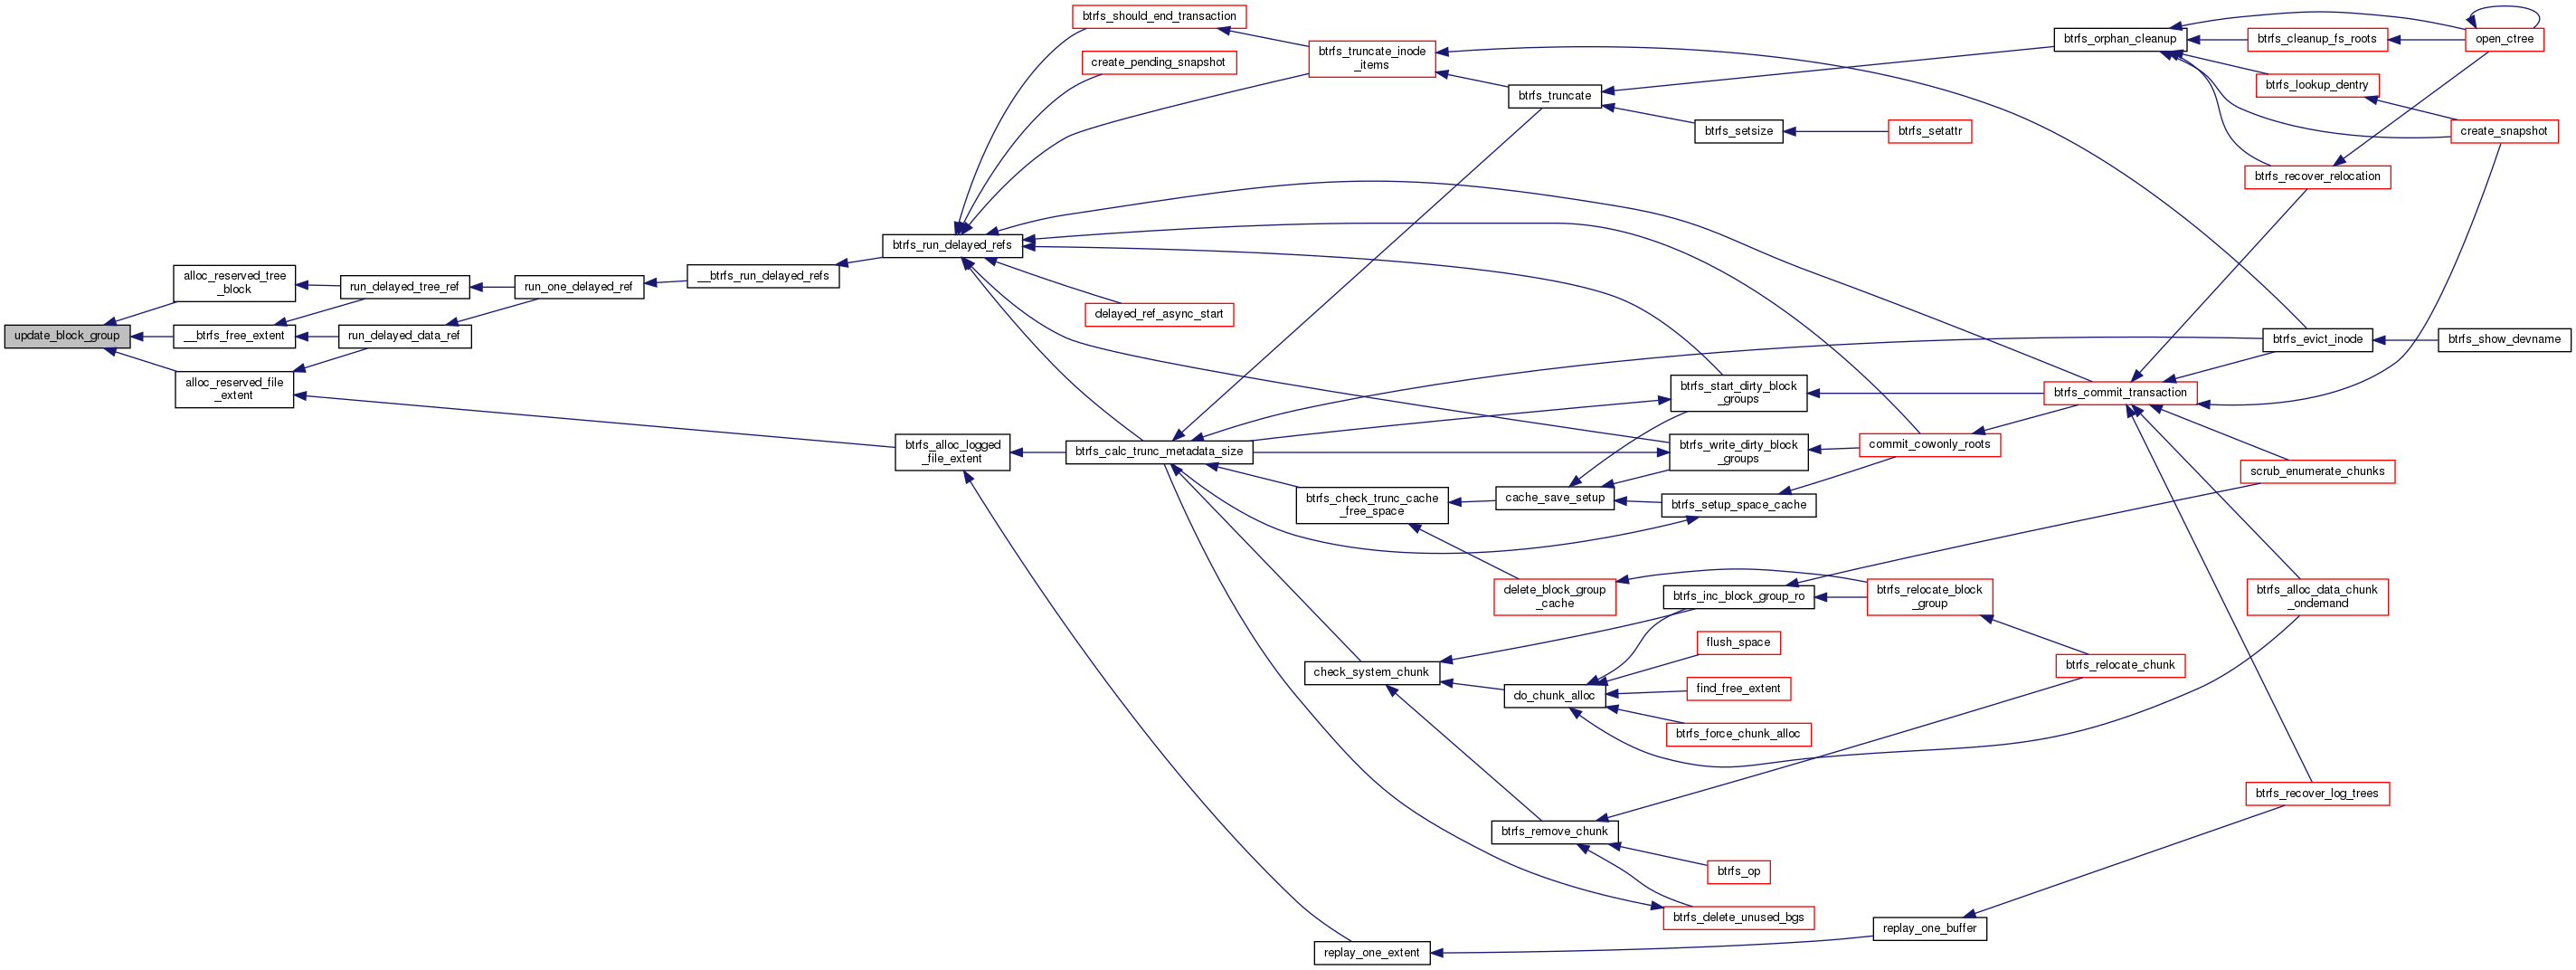 btrfs_should_end_transaction
create_pending_snapshot
btrfs_truncate_inode
_items
btrfs_truncate
btrfs_setsize
btrfs_setattr
btrfs_orphan_cleanup
btrfs_cleanup_fs_roots
open_ctree
btrfs_lookup_dentry
create_snapshot
btrfs_recover_relocation
btrfs_run_delayed_refs
__btrfs_run_delayed_refs
alloc_reserved_tree
_block
run_delayed_tree_ref
run_one_delayed_ref
update_block_group
__btrfs_free_extent
run_delayed_data_ref
alloc_reserved_file
_extent
delayed_ref_async_start
btrfs_evict_inode
btrfs_show_devname
btrfs_start_dirty_block
_groups
btrfs_commit_transaction
btrfs_alloc_logged
_file_extent
btrfs_calc_trunc_metadata_size
btrfs_write_dirty_block
_groups
commit_cowonly_roots
scrub_enumerate_chunks
btrfs_check_trunc_cache
_free_space
cache_save_setup
btrfs_setup_space_cache
delete_block_group
_cache
btrfs_inc_block_group_ro
btrfs_relocate_block
_group
btrfs_alloc_data_chunk
_ondemand
flush_space
check_system_chunk
do_chunk_alloc
find_free_extent
btrfs_relocate_chunk
btrfs_force_chunk_alloc
btrfs_recover_log_trees
btrfs_remove_chunk
btrfs_op
btrfs_delete_unused_bgs
replay_one_buffer
replay_one_extent